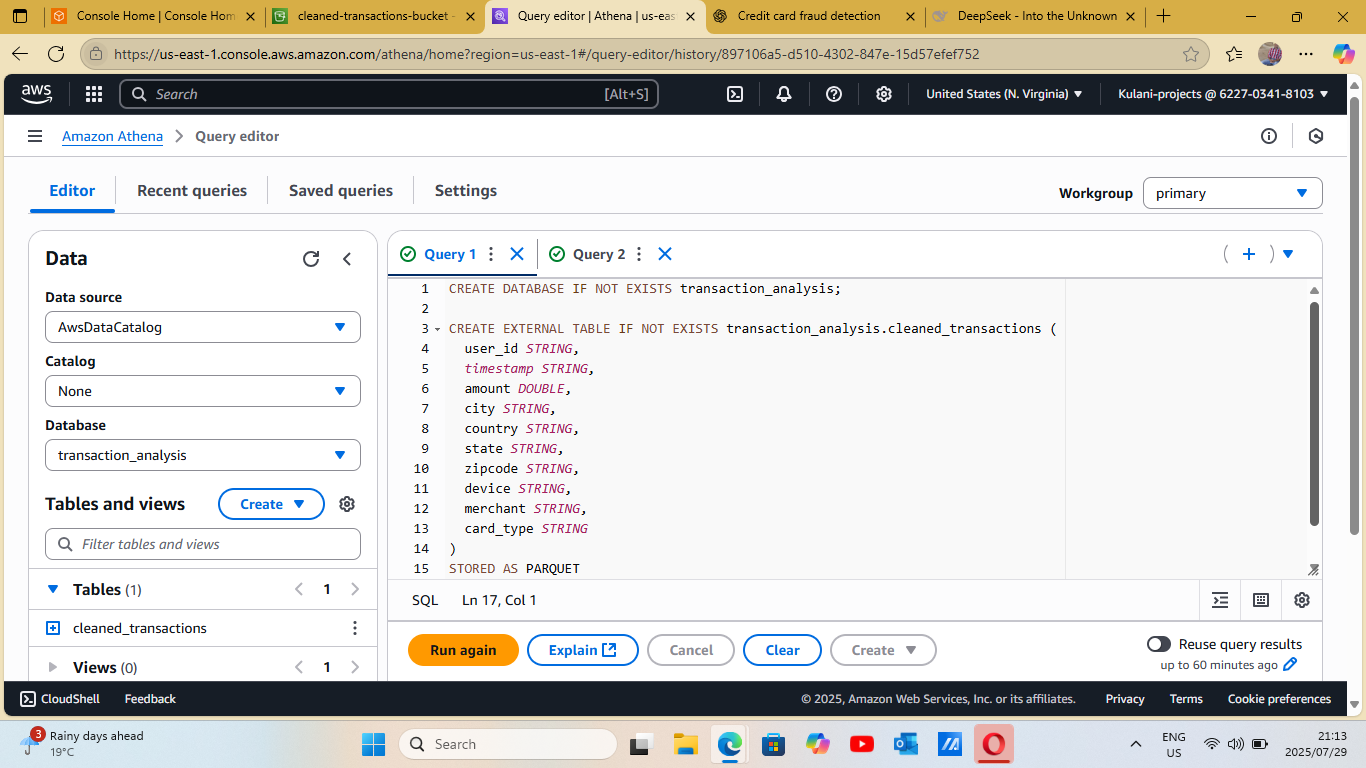 Console Home | Console Hom
cleaned-transactions-bucket -
Query editor | Athena | us-eas
Credit card fraud detection
DeepSeek - Into the Unknown
https://us-east-1.console.aws.amazon.com/athena/home?region=us-east-1#/query-editor/history/897106a5-d510-4302-847e-15d57efef752
aws
Search
[Alt+S]
United States (N. Virginia)
Kulani-projects @ 6227-0341-8103
Amazon Athena
Query editor
Editor
Recent queries
Saved queries
Settings
Workgroup
primary
Data
Data source
AwsDataCatalog
Catalog
None
Database
transaction_analysis
Tables and views
Create
Filter tables and views
Tables (1)
1
cleaned_transactions
Views (0)
1
Query 1
Query 2
1 CREATE DATABASE IF NOT EXISTS transaction_analysis;
2
3 CREATE EXTERNAL TABLE IF NOT EXISTS transaction_analysis.cleaned_transactions (
4 user_id STRING,
5 timestamp STRING,
6 amount DOUBLE,
7 city STRING,
8 country STRING,
9 state STRING,
10 zipcode STRING,
11 device STRING,
12 merchant STRING,
13 card_type STRING
14 )
15 STORED AS PARQUET
SQL
Ln 17, Col 1
Run again
Explain
Cancel
Clear
Create
Reuse query results
up to 60 minutes ago
CloudShell
Feedback
© 2025, Amazon Web Services, Inc. or its affiliates.
Privacy
Terms
Cookie preferences
3
Rainy days ahead
19°C
Search
ENG
US
21:13
2025/07/29